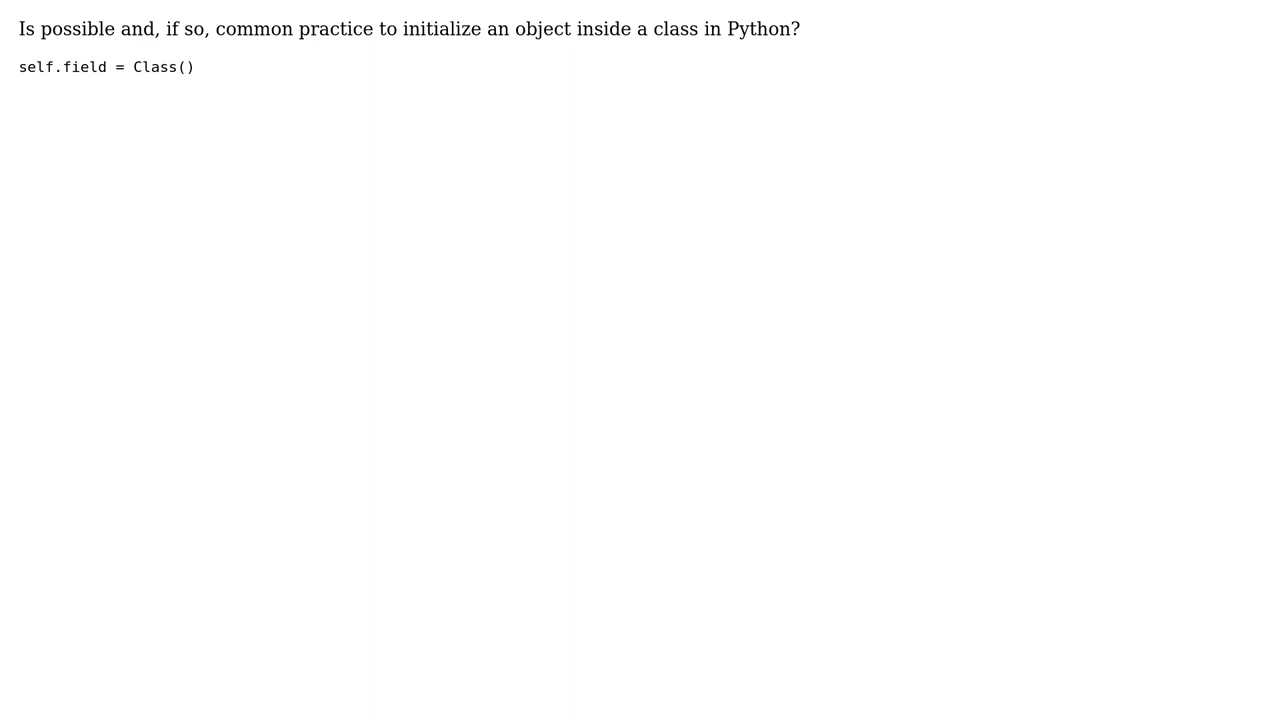 Is possible and, if so, common practice to initialize an object inside a class in Python?
self.field = Class()